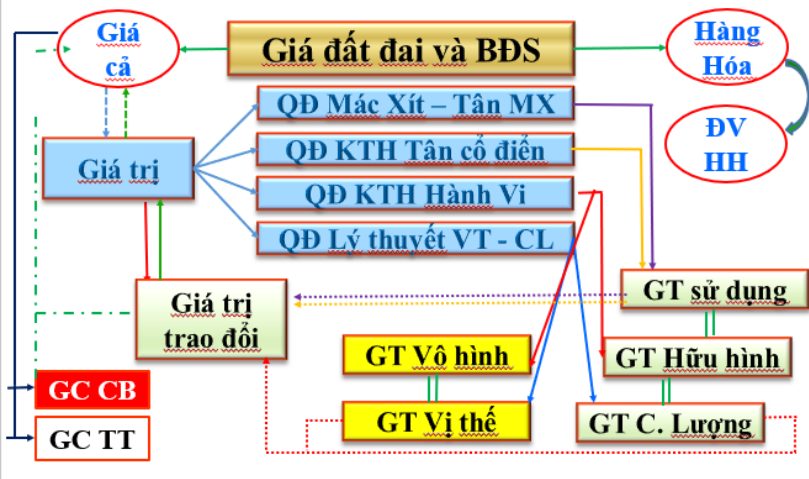 Giá
cả
Giá đất đai và BĐS
Hàng
Hóa
QĐ Mác Xít – Tân MX
ĐV
HH
QĐ KTH Tân cổ điển
Giá trị
QĐ KTH Hành Vi
QĐ Lý thuyết VT - CL
GT sử dụng
Giá trị
trao đổi
GT Vô hình
GT Hữu hình
GC CB
GT Vị thế
GT C. Lượng
GC TT